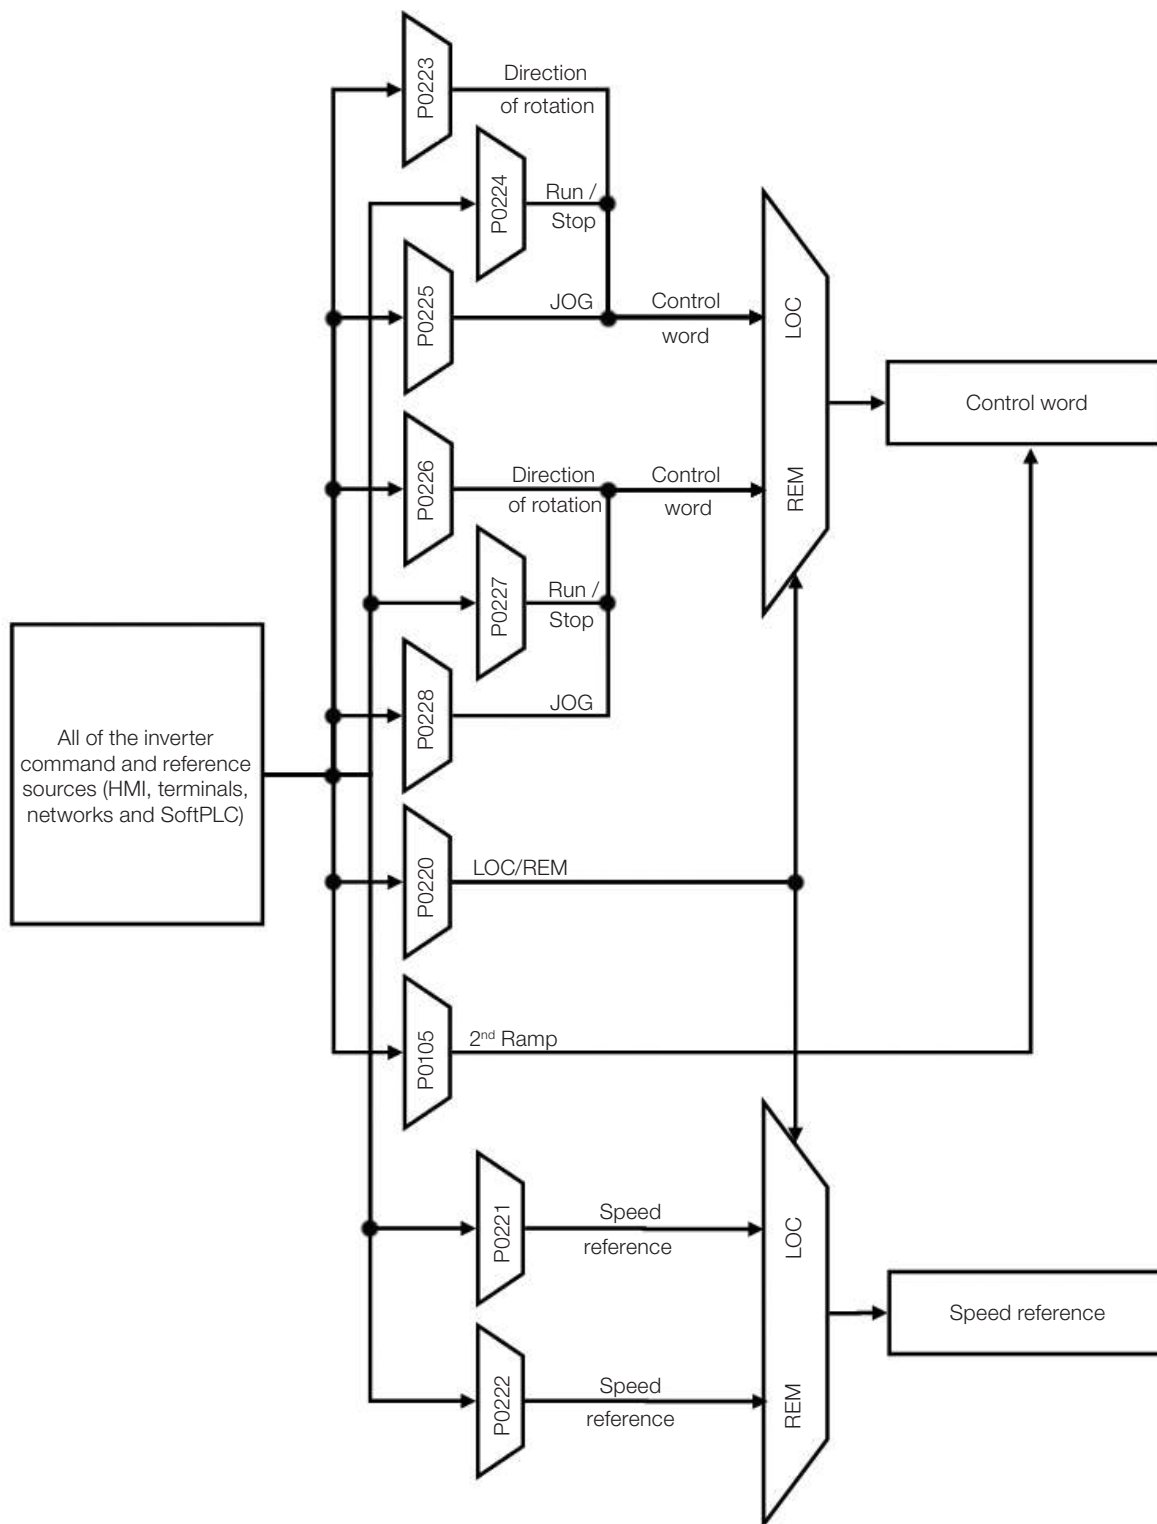 P0223
Direction
of rotation
P0224
Run /
Stop
P0225
JOG
Control
word
LOC
Control word
P0226
Direction
of rotation
Control
word
REM
P0227
Run /
Stop
P0228
JOG
All of the inverter
command and reference
sources (HMI, terminals,
networks and SoftPLC)
P0220
LOC/REM
P0105
2nd Ramp
P0221
Speed
reference
LOC
Speed reference
P0222
Speed
reference
REM